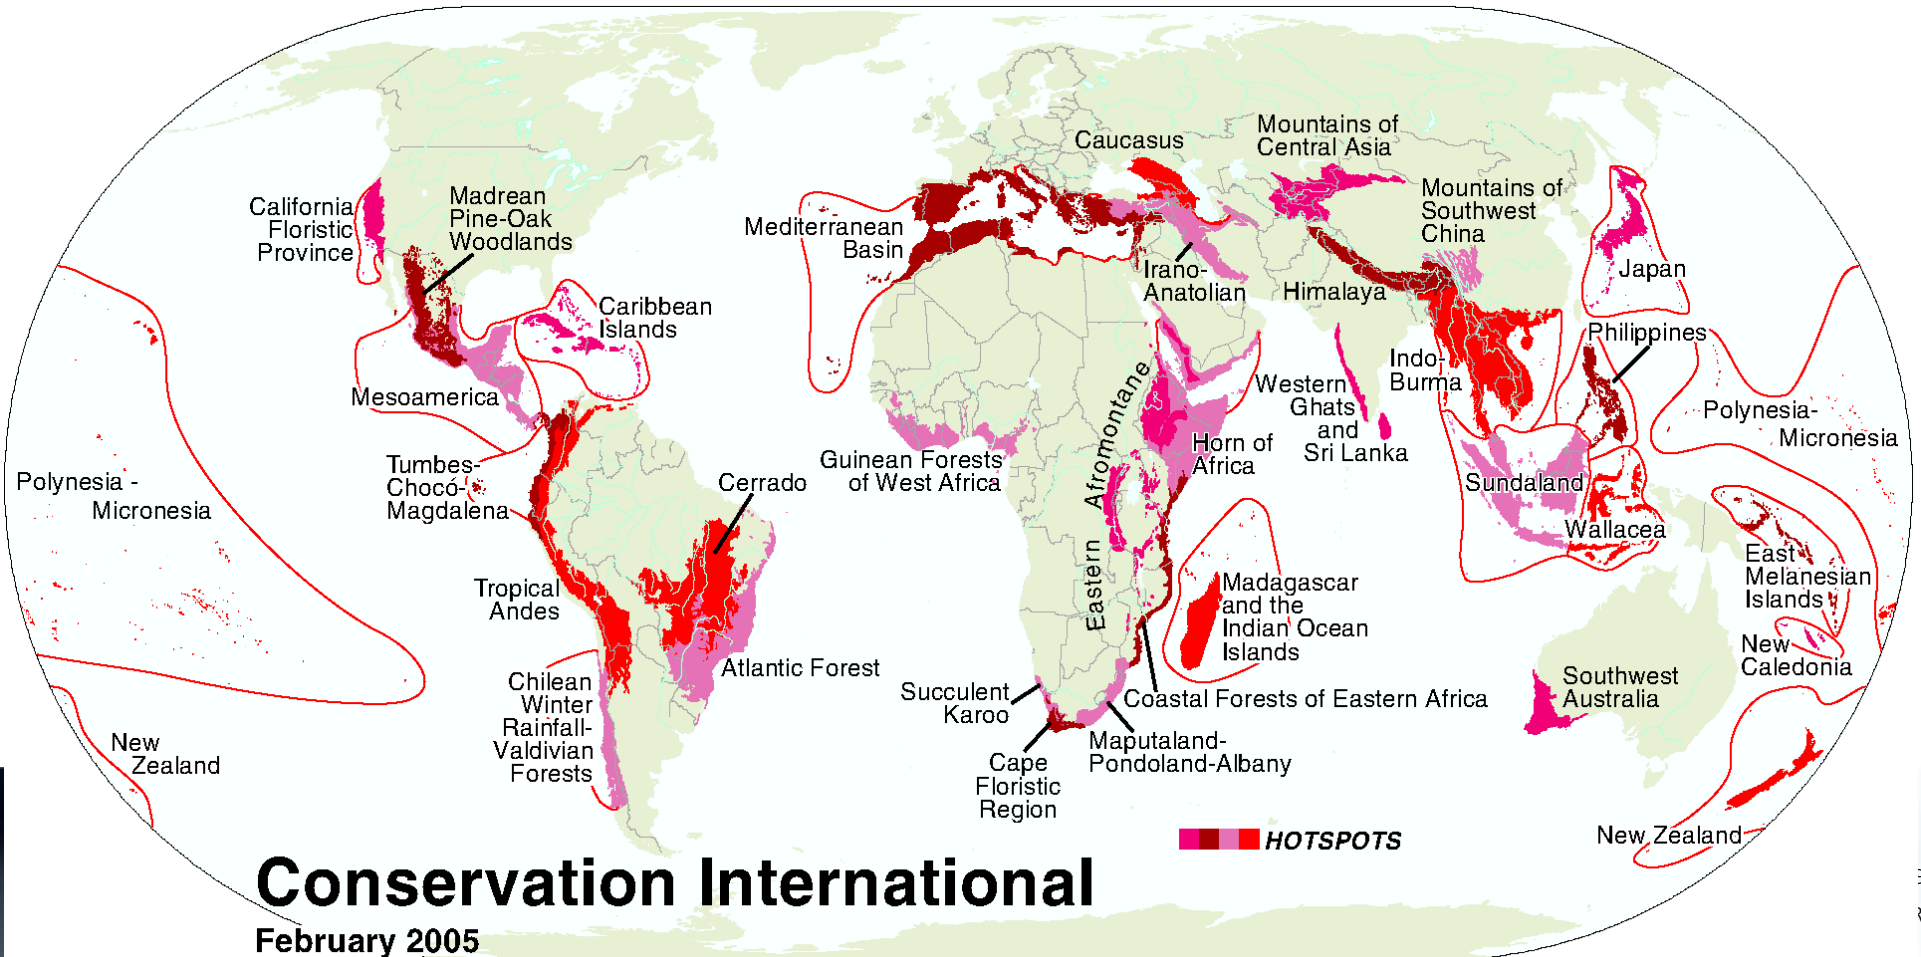 Caucasus
Mountains of
Central Asia
California
Floristic
Province
Madrean
Pine-Oak
Woodlands
Mediterranean
Basin
Mountains of
Southwest
China
Irano-
Anatolian
Himalaya
Japan
Caribbean
Islands
Philippines
Mesoamerica
Indo-
Burma
Western
Ghats
and
Sri Lanka
Polynesia-
Micronesia
Polynesia -
Micronesia
Tumbes-
Chocó-
Magdalena
Cerrado
Guinean Forests
of West Africa
Eastern Afromontane
Horn of
Africa
Sundaland
Wallacea
East
Melanesian
Islands
Tropical
Andes
Madagascar
and the
Indian Ocean
Islands
New
Caledonia
Atlantic Forest
Chilean
Winter
Rainfall-
Valdivian
Forests
Succulent
Karoo
Coastal Forests of Eastern Africa
Southwest
Australia
New
Zealand
Cape
Floristic
Region
Maputaland-
Pondoland-Albany
New Zealand
HOTSPOTS
Conservation International
February 2005